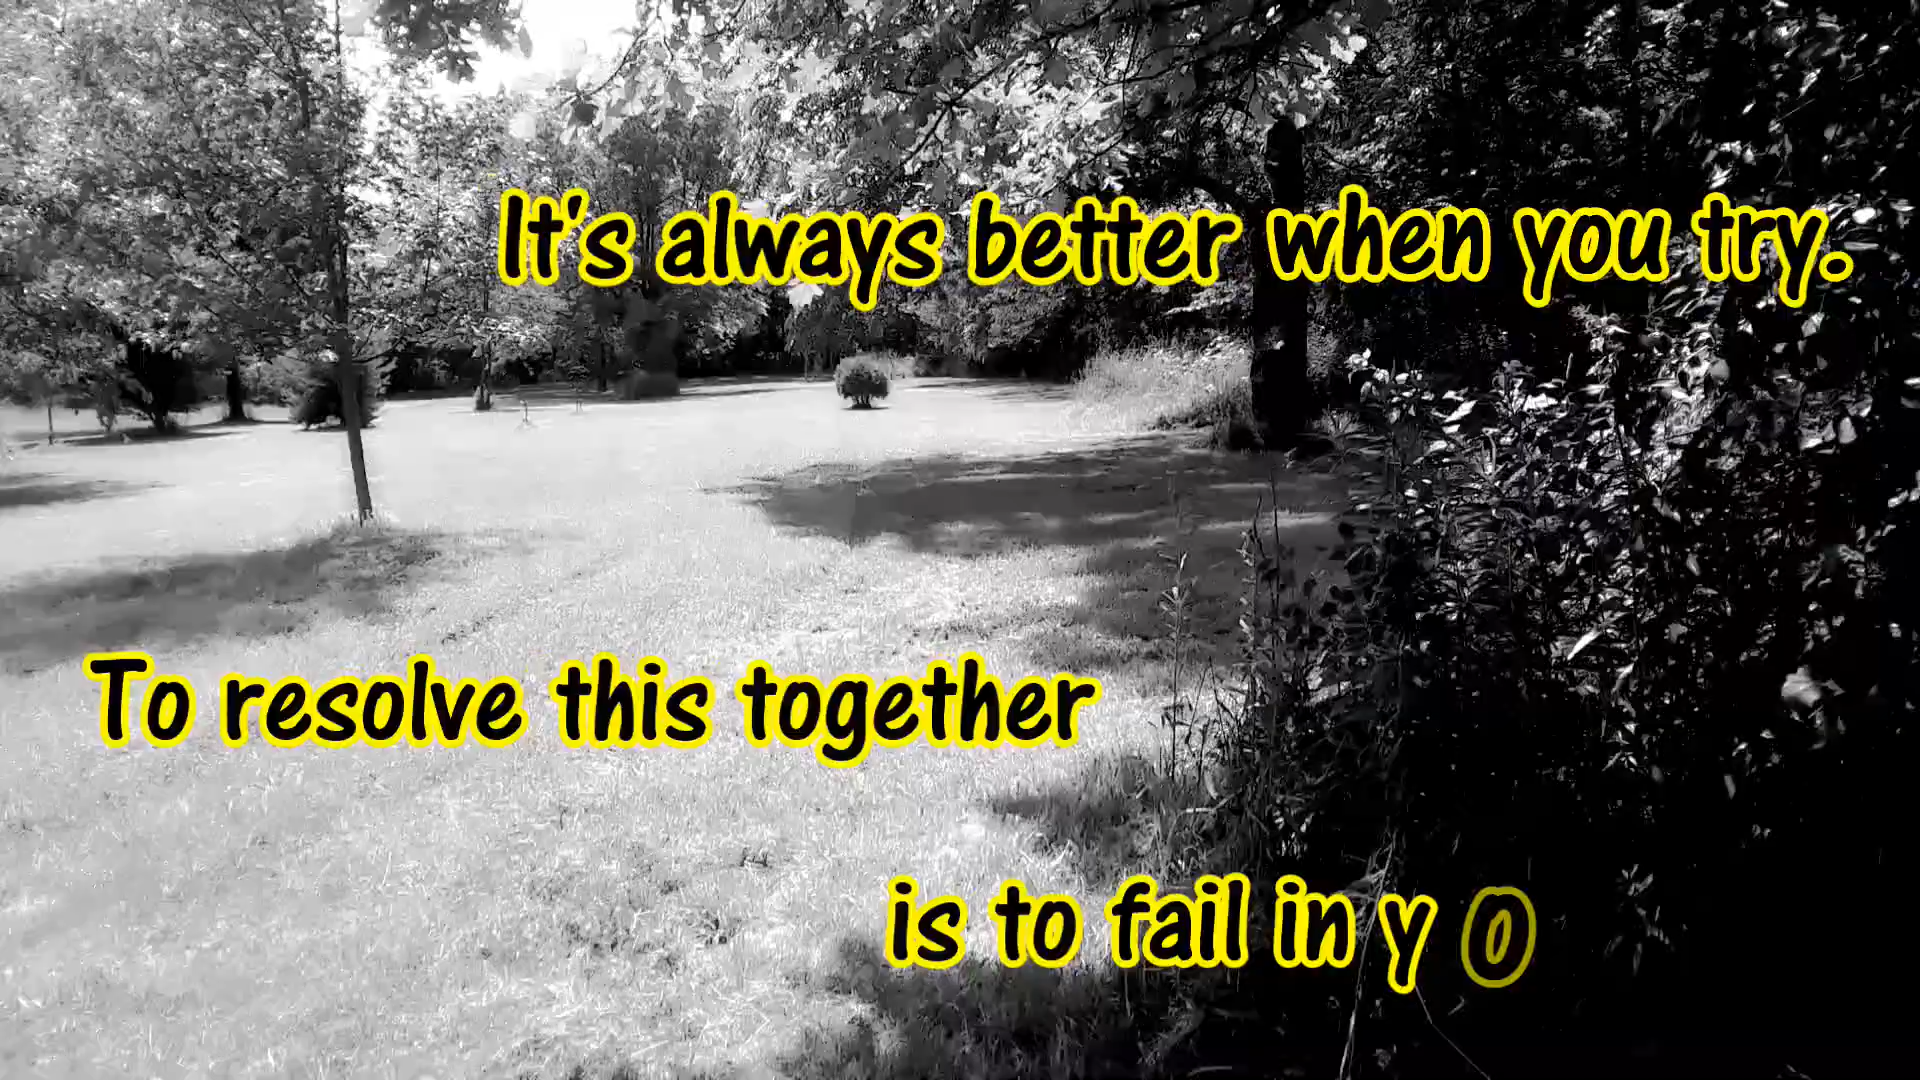 It's always better when you try.
To resolve this together
is to fail in y o